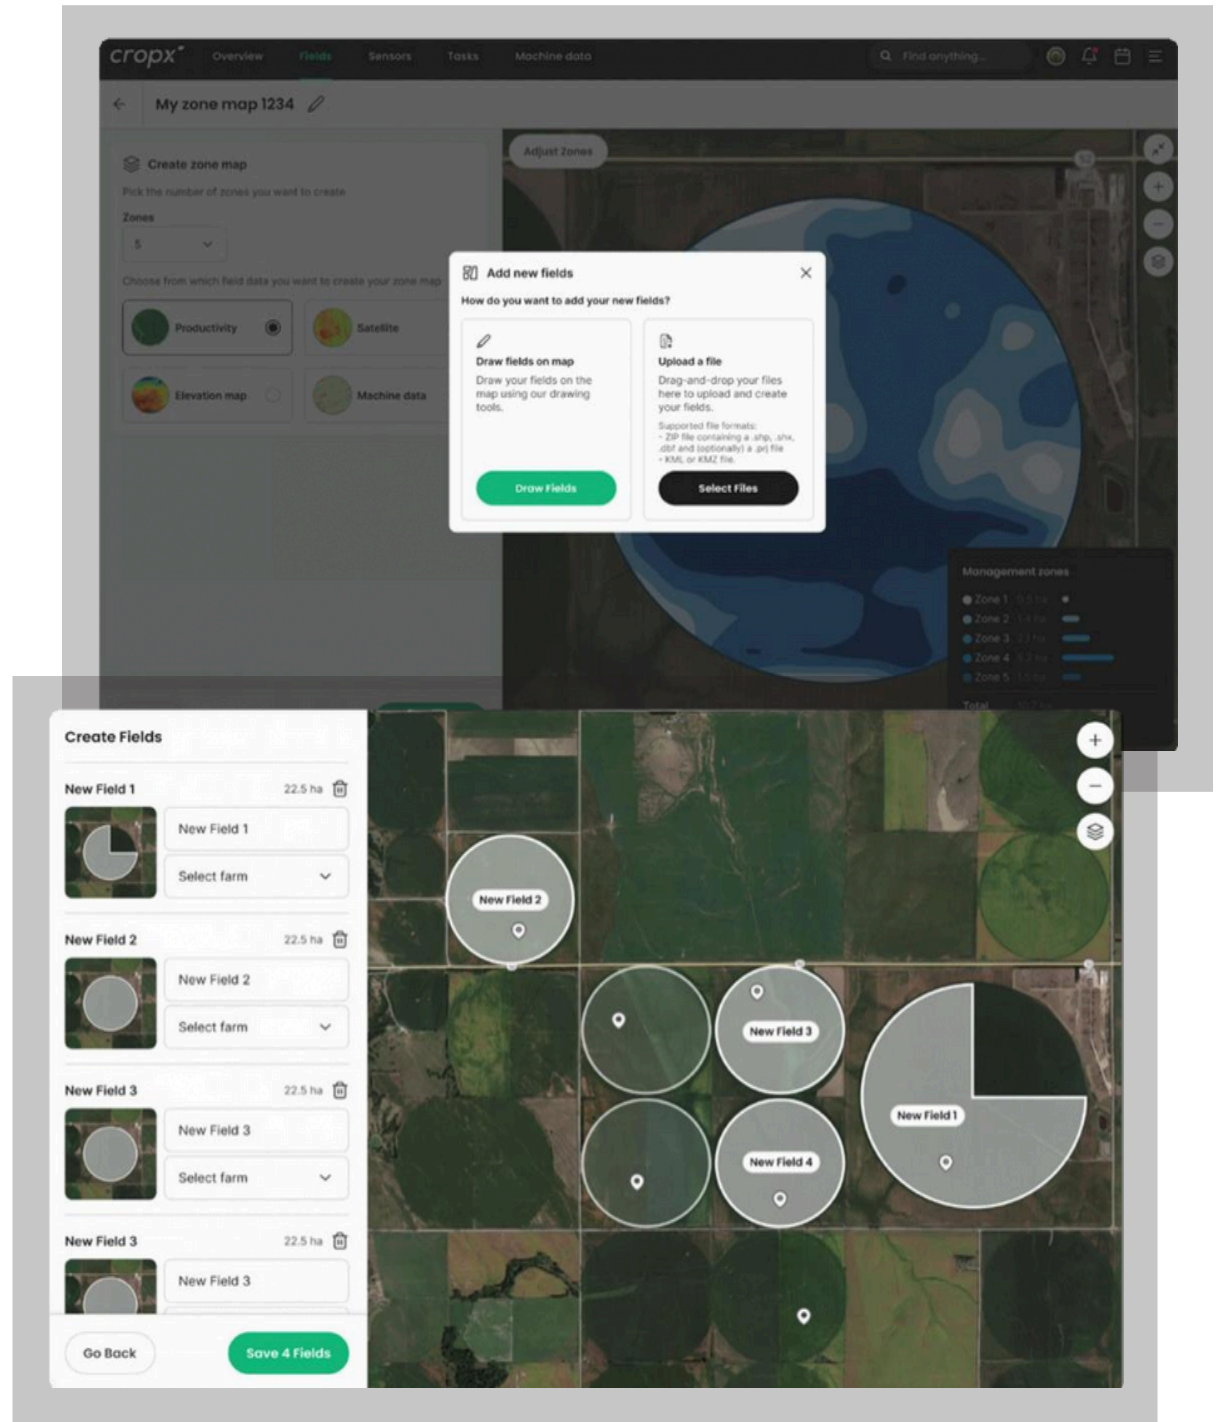 cropx
Overview
Fields
Sensors
Tasks
Machine data
Find anything...
My zone map 1234
Create zone map
Pick the number of zones you want to create
Zones
5
Choose from which field data you want to create your zone map
Productivity
Satellite
Elevation map
Machine data
Adjust Zones
Add new fields
How do you want to add your new fields?
Draw fields on map
Draw your fields on the
map using our drawing
tools.
Draw Fields
Upload a file
Drag-and-drop your files
here to upload and create
your fields.
Supported file formats:
- ZIP file containing a .shp, .shx,
.dbf and (optionally) a .prj file
- KML or KMZ file.
Select Files
Management zones
Zone 1
Zone 2
Zone 3
Zone 4
Zone 5
Total
Create Fields
New Field 1 22.5 ha
New Field 1
Select farm
New Field 2 22.5 ha
New Field 2
Select farm
New Field 3 22.5 ha
New Field 3
Select farm
New Field 3 22.5 ha
New Field 3
Go Back
Save 4 Fields
New Field 2
New Field 3
New Field 1
New Field 4